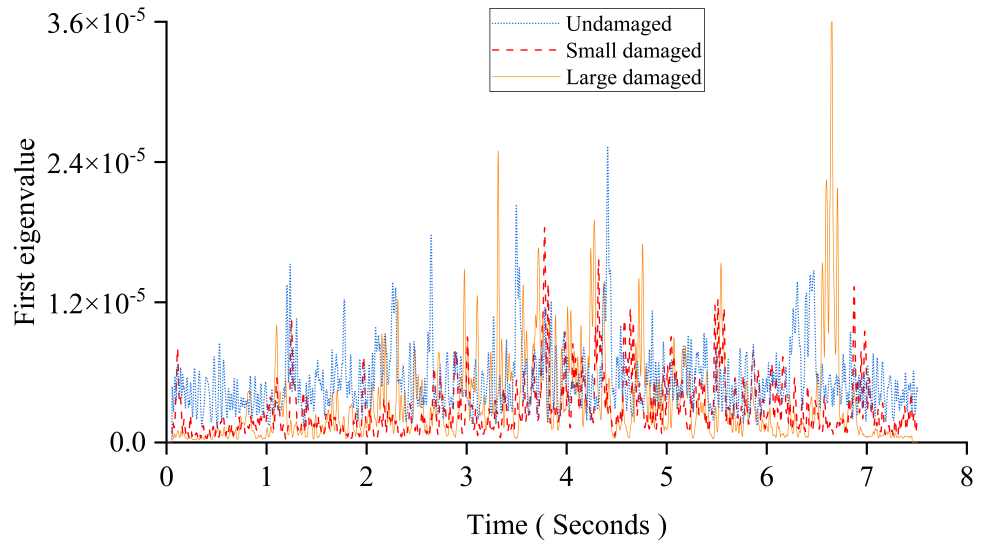 3.6×10⁻⁵
Undamaged
Small damaged
Large damaged
2.4×10⁻⁵
First eigenvalue
1.2×10⁻⁵
0.0
0 1 2 3 4 5 6 7 8
Time ( Seconds )